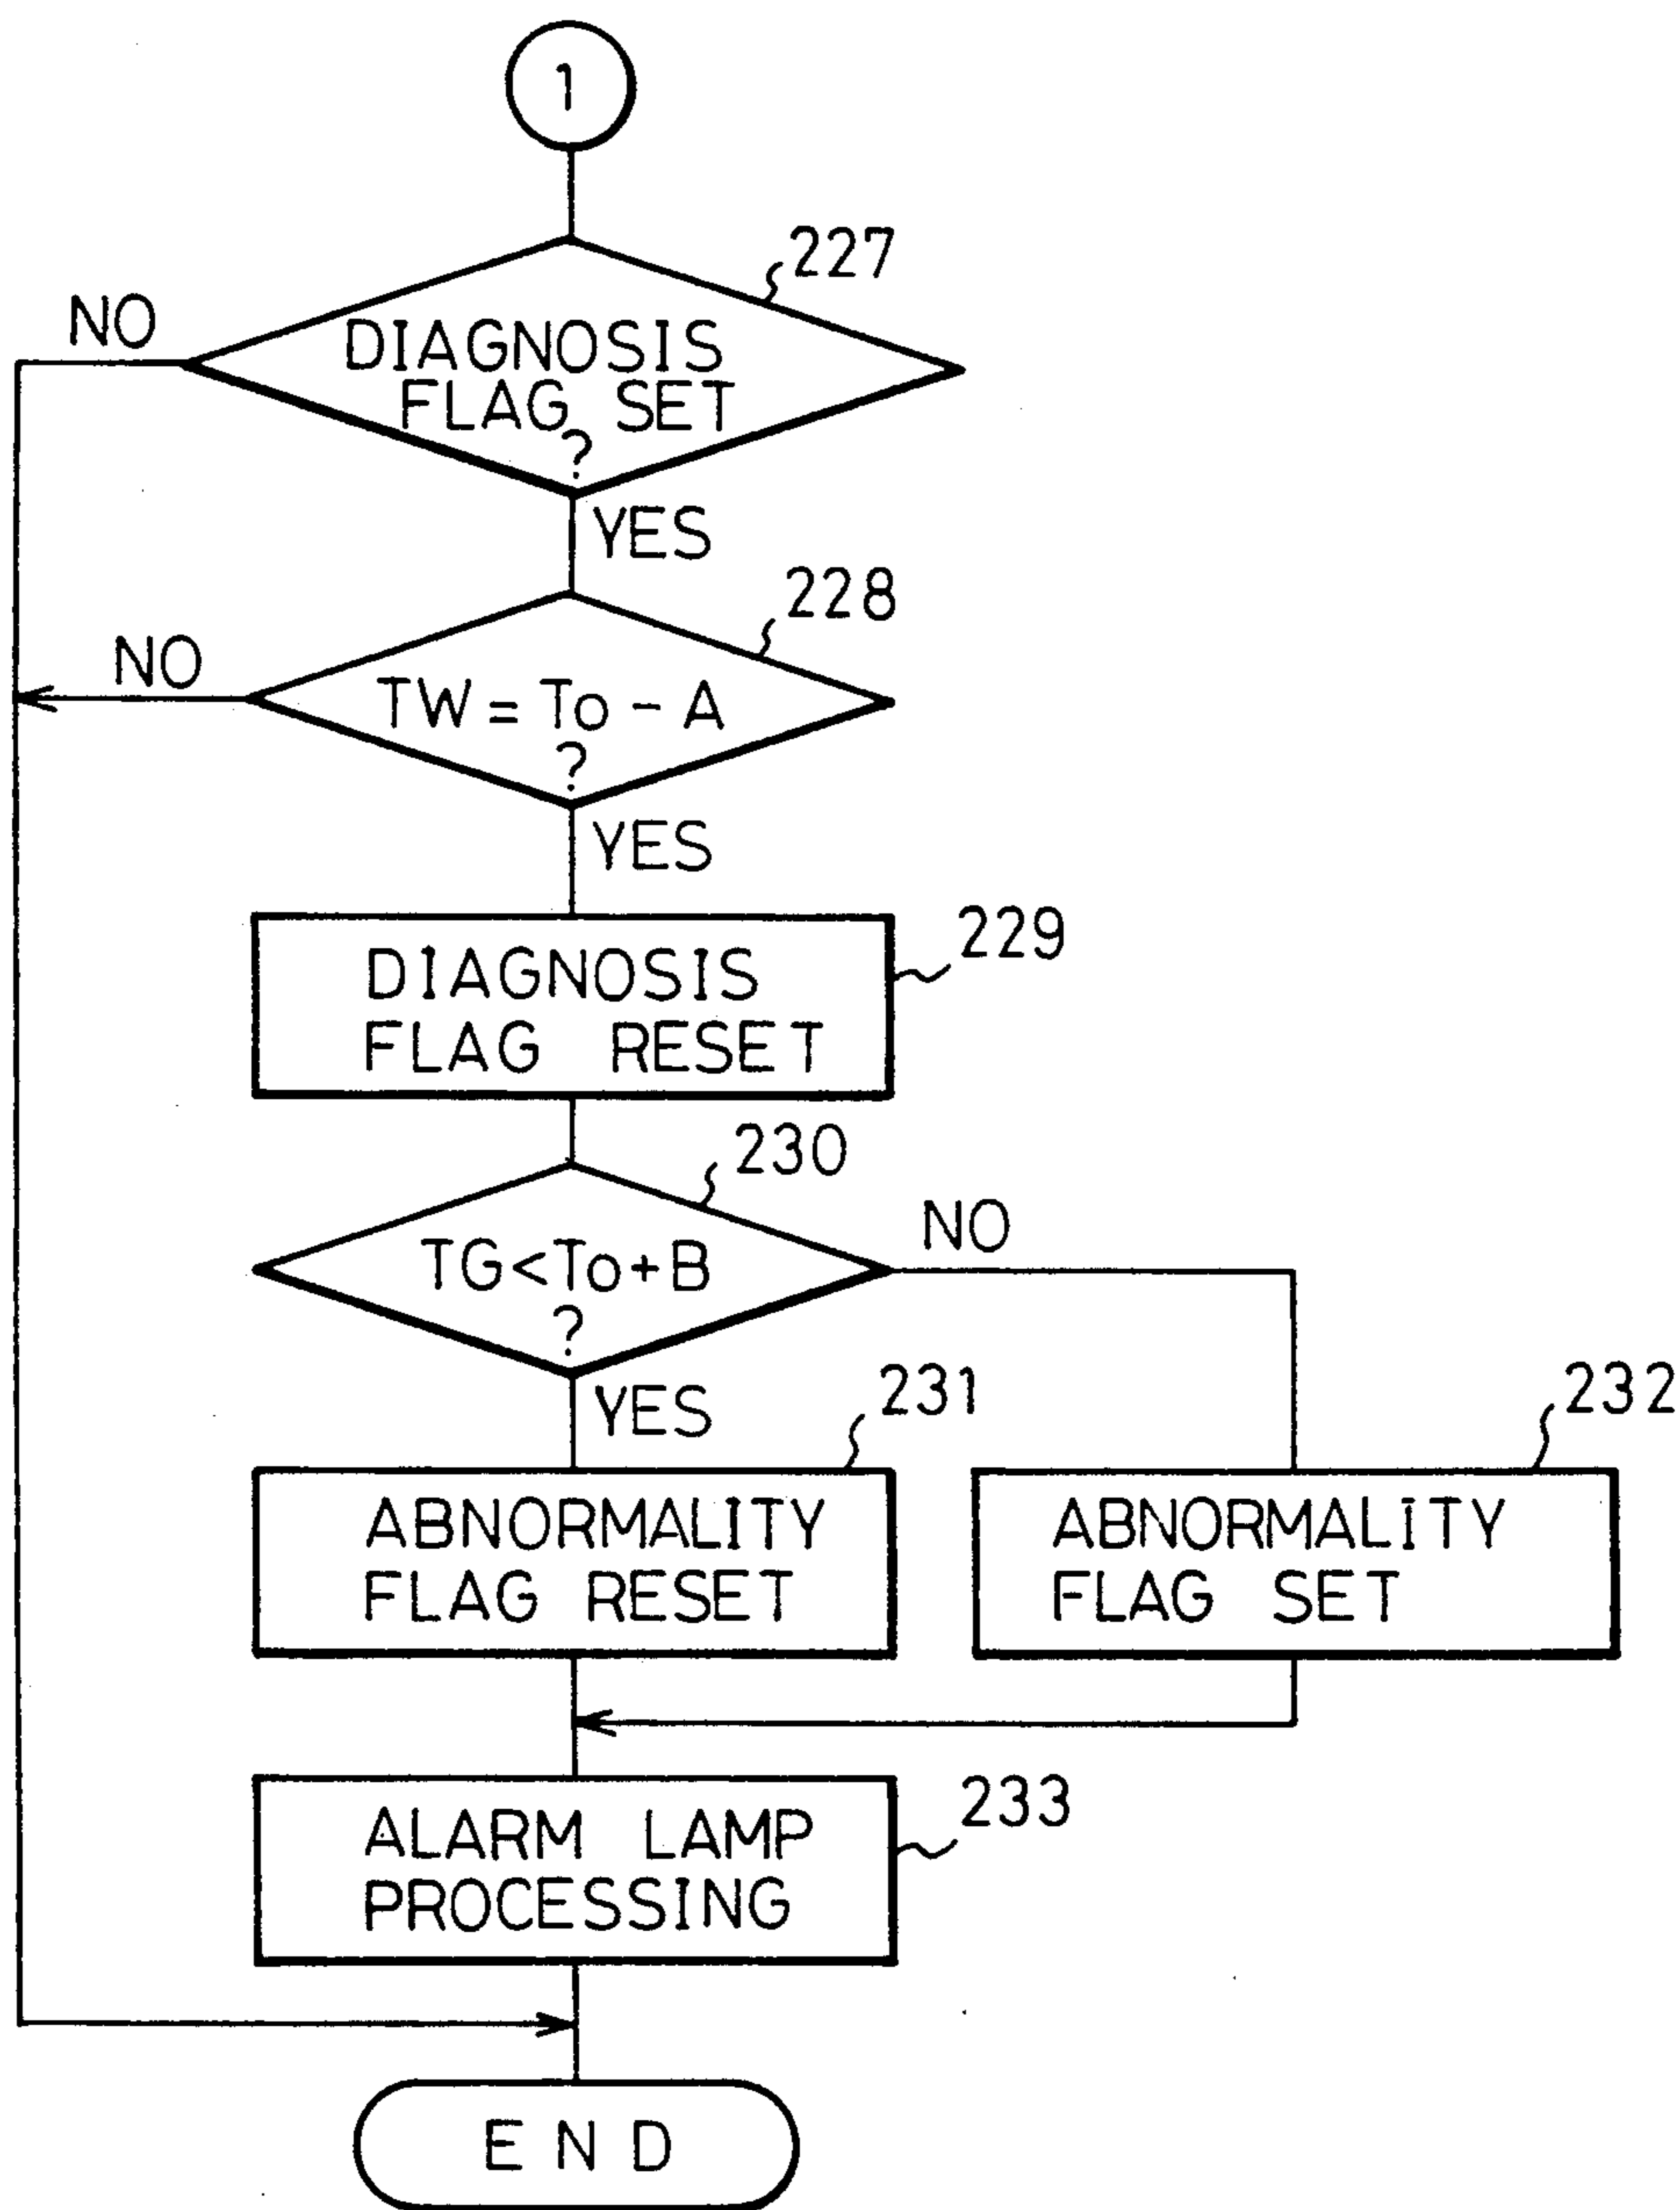 1
227
NO
DIAGNOSIS
FLAG SET
?
YES
228
NO
TW = To - A
?
YES
229
DIAGNOSIS
FLAG RESET
230
NO
TG<To+B
?
YES
231
232
ABNORMALITY
FLAG RESET
ABNORMALITY
FLAG SET
233
ALARM LAMP
PROCESSING
END